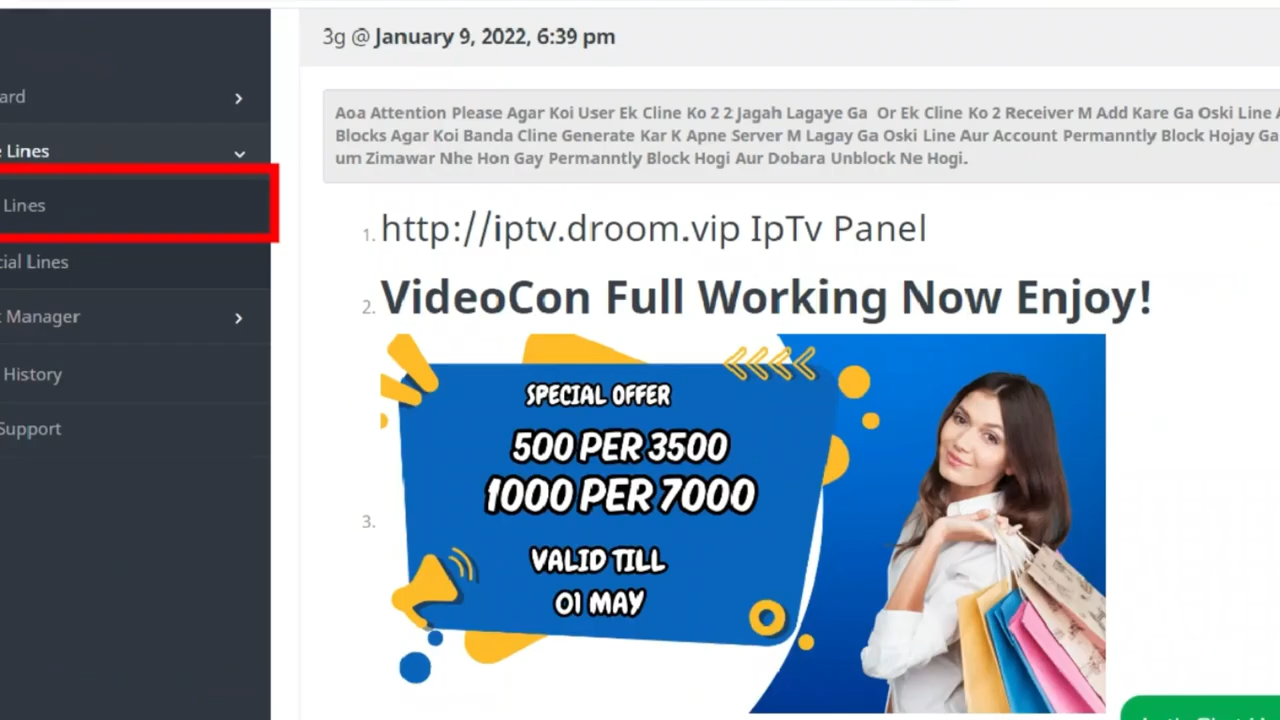 3g @ January 9, 2022, 6:39 pm
ard
Lines
Lines
cial Lines
Manager
History
Support
Aoa Attention Please Agar Koi User Ek Cline Ko 2 2 Jagah Lagaye Ga Or Ek Cline Ko 2 Receiver M Add Kare Ga Oski Line
Blocks Agar Koi Banda Cline Generate Kar K Apne Server M Lagay Ga Oski Line Aur Account Permanntly Block Hojay Ga
um Zimawar Nhe Hon Gay Permanntly Block Hogi Aur Dobara Unblock Ne Hogi.
1. http://iptv.droom.vip IpTv Panel
2. VideoCon Full Working Now Enjoy!
3.
SPECIAL OFFER
500 PER 3500
1000 PER 7000
VALID TILL
01 MAY